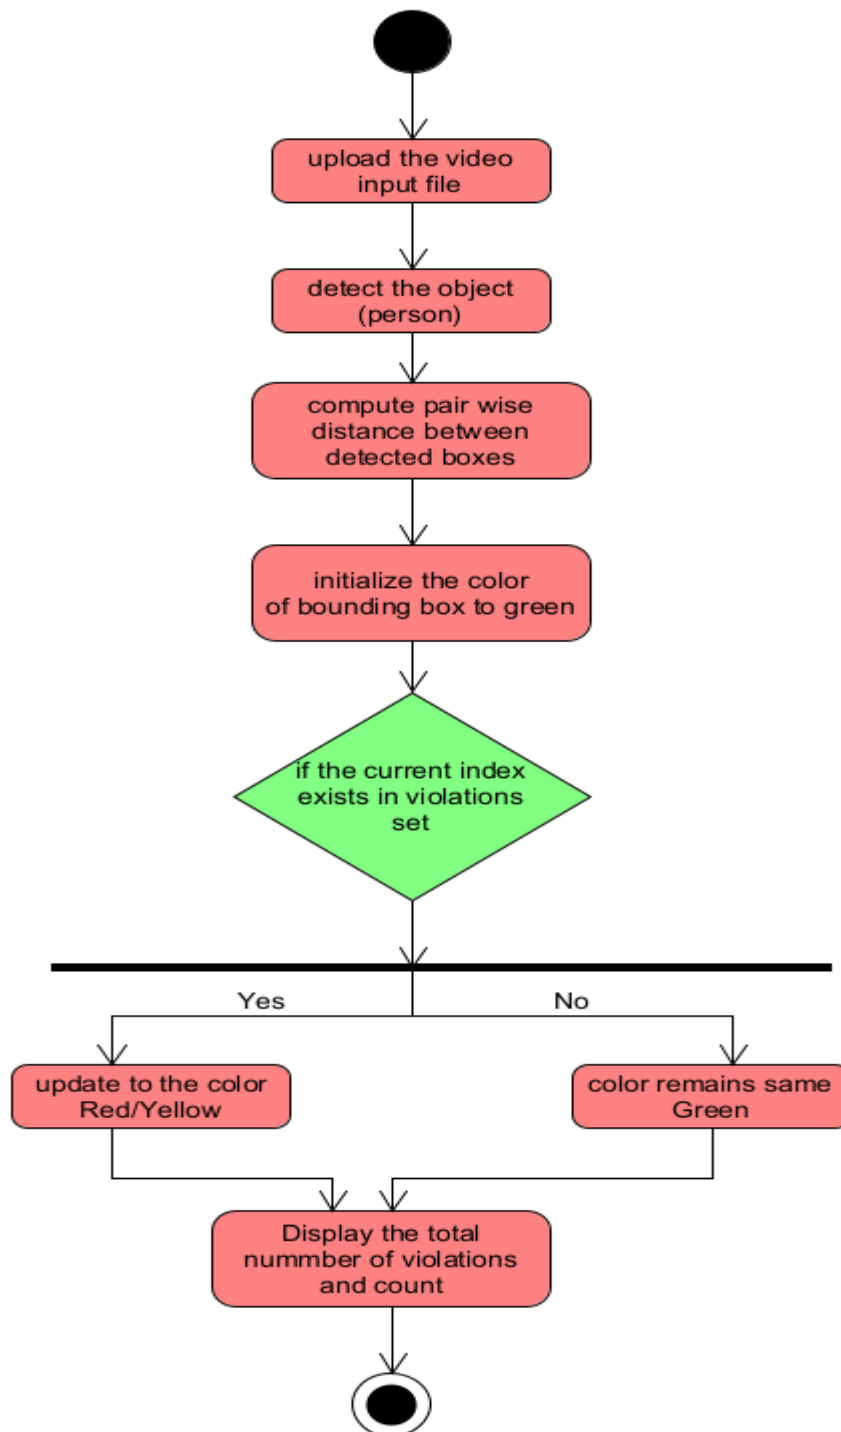 upload the video
input file
detect the object
(person)
compute pair wise
distance between
detected boxes
initialize the color
of bounding box to green
if the current index
exists in violations
set
Yes
No
update to the color
Red/Yellow
color remains same
Green
Display the total
nummber of violations
and count